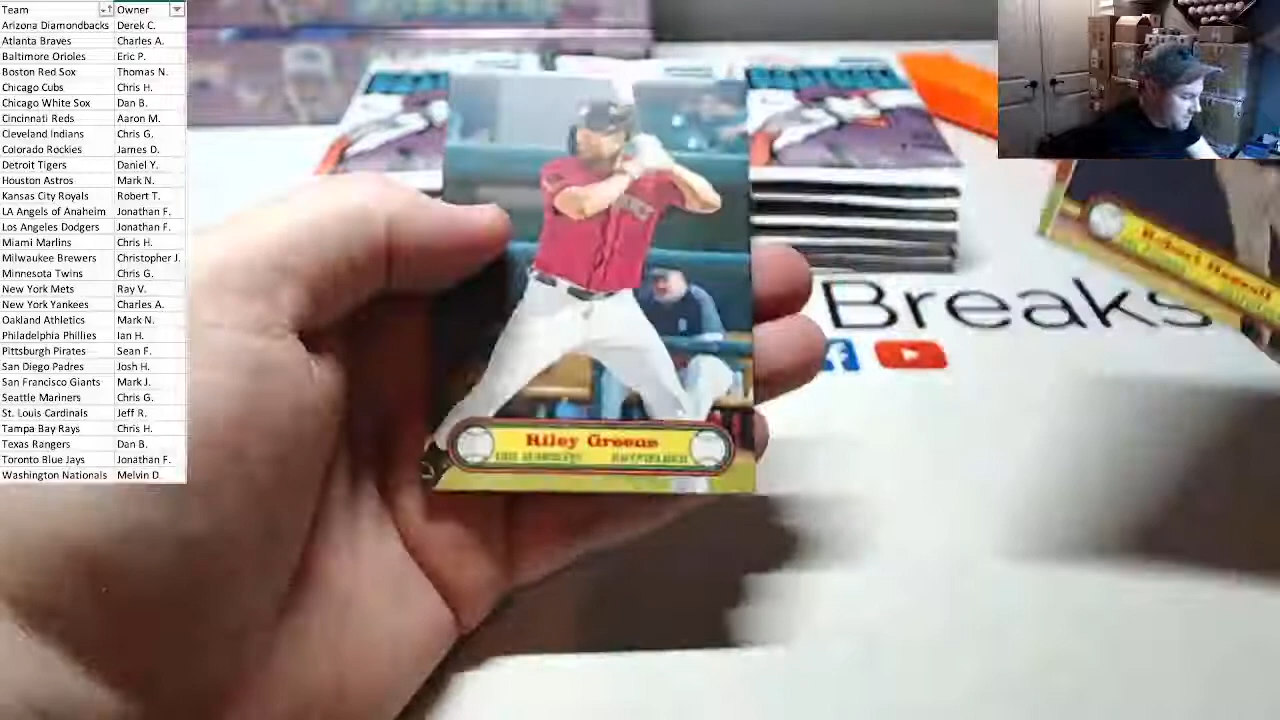 Team Owner
Arizona Diamondbacks Derek C.
Atlanta Braves Charles A.
Baltimore Orioles Eric P.
Boston Red Sox Thomas N.
Chicago Cubs Chris H.
Chicago White Sox Dan B.
Cincinnati Reds Aaron M.
Cleveland Indians Chris G.
Colorado Rockies James D.
Detroit Tigers Daniel Y.
Houston Astros Mark N.
Kansas City Royals Robert T.
LA Angels of Anaheim Jonathan F.
Los Angeles Dodgers Jonathan F.
Miami Marlins Chris H.
Milwaukee Brewers Christopher J.
Minnesota Twins Chris G.
New York Mets Ray V.
New York Yankees Charles A.
Oakland Athletics Mark N.
Philadelphia Phillies Ian H.
Pittsburgh Pirates Sean F.
San Diego Padres Josh H.
San Francisco Giants Mark J.
Seattle Mariners Chris G.
St. Louis Cardinals Jeff R.
Tampa Bay Rays Chris H.
Texas Rangers Dan B.
Toronto Blue Jays Jonathan F.
Washington Nationals Melvin D.
Riley Greene
OUTFIELDER
Breaks